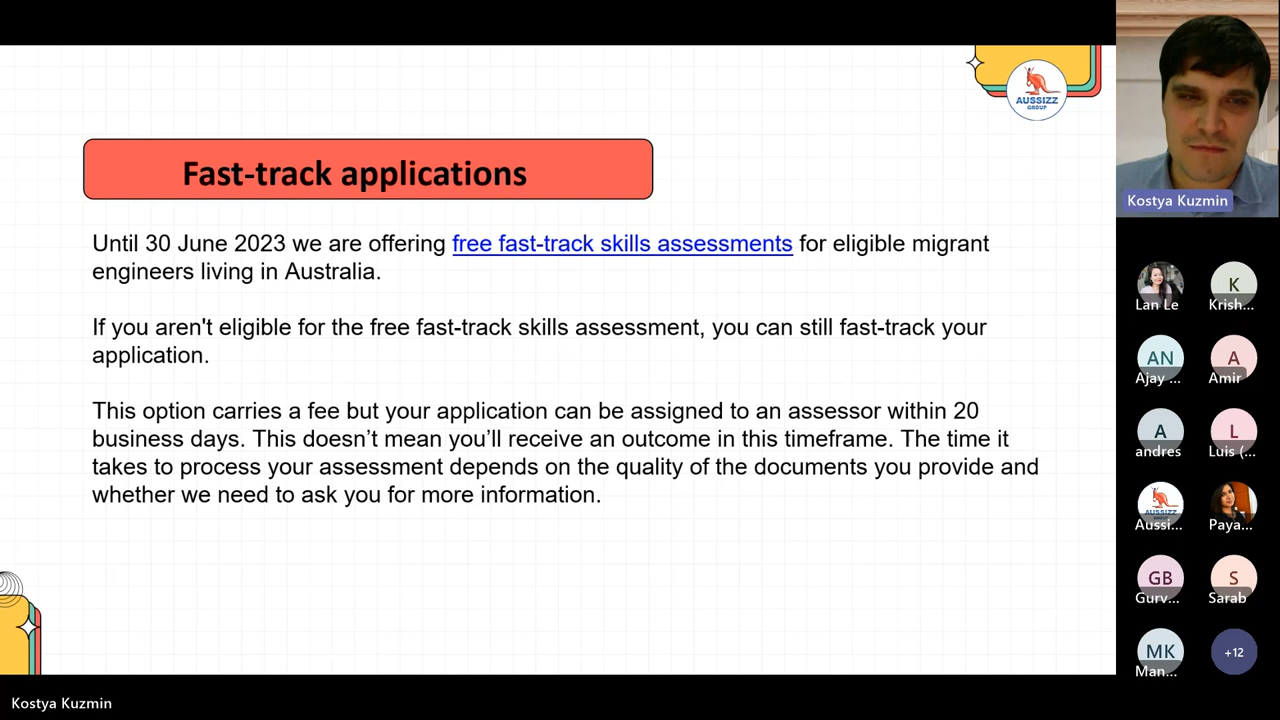 AUSSIZZ
GROUP
Fast-track applications
Until 30 June 2023 we are offering free fast-track skills assessments for eligible migrant
engineers living in Australia.
If you aren't eligible for the free fast-track skills assessment, you can still fast-track your
application.
This option carries a fee but your application can be assigned to an assessor within 20
business days. This doesn’t mean you’ll receive an outcome in this timeframe. The time it
takes to process your assessment depends on the quality of the documents you provide and
whether we need to ask you for more information.
Kostya Kuzmin
Lan Le
K
Krish...
AN
Ajay ...
A
Amir
A
andres
L
Luis (...
AUSSIZZ
Aussi...
Paya...
GB
Gurv...
S
Sarab
MK
Man...
+12
Kostya Kuzmin